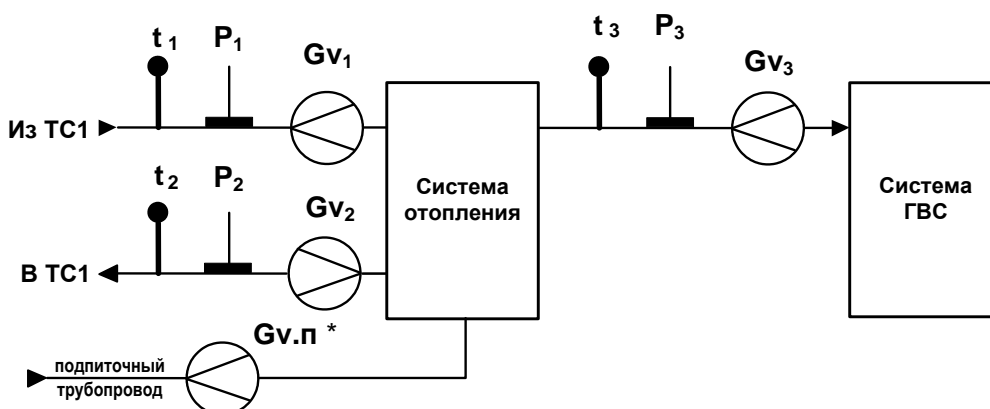 t 1 P1 Gv1 t 3 P3 Gv3
Из ТС1
Система
отопления
Система
ГВС
t 2 P2 Gv2
В ТС1
Gv.п *
подпиточный
трубопровод